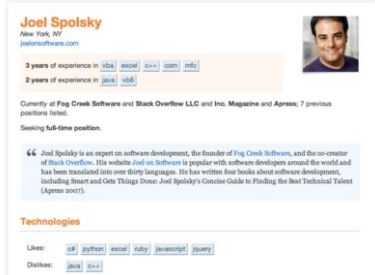 Joel Spolsky
New York, NY
joelonsoftware.com
3 years of experience in vba excel c++ com mfc
2 years of experience in java vb6
Currently at Fog Creek Software and Stack Overflow LLC and Inc. Magazine and Apress; 7 previous
positions listed.
Seeking full-time position.
“ Joel Spolsky is an expert on software development, the founder of Fog Creek Software, and the co-creator
of Stack Overflow. His website Joel on Software is popular with software developers around the world and
has been translated into over thirty languages. He has written four books about software development,
including Smart and Gets Things Done: Joel Spolsky's Concise Guide to Finding the Best Technical Talent
(Apress 2007).
Technologies
Likes: c# python excel ruby javascript jquery
Dislikes: java c++